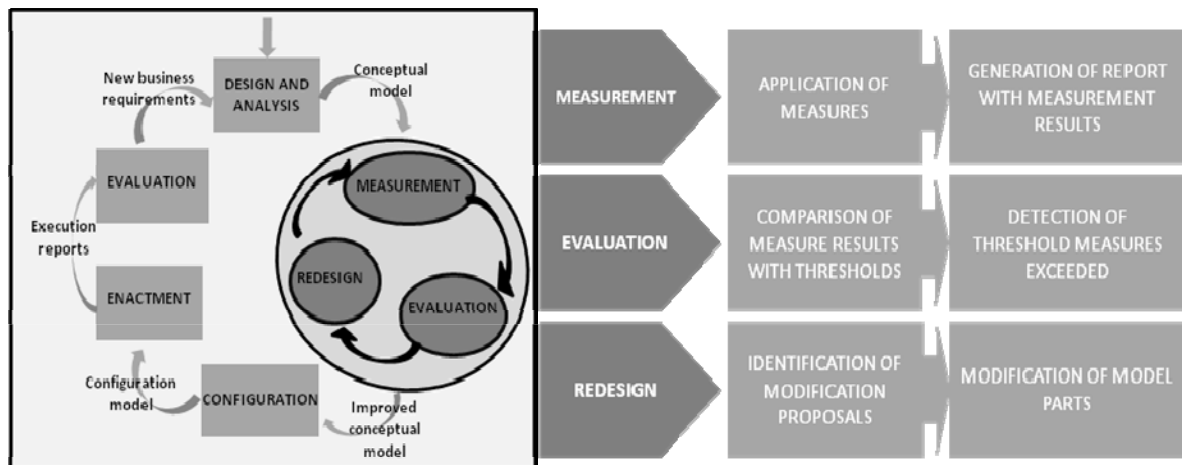 New business
requirements
DESIGN AND
ANALYSIS
Conceptual
model
EVALUATION
MEASUREMENT
Execution
reports
REDESIGN
EVALUATION
ENACTMENT
Configuration
model
CONFIGURATION
Improved
conceptual
model
MEASUREMENT
APPLICATION OF
MEASURES
GENERATION OF REPORT
WITH MEASUREMENT
RESULTS
EVALUATION
COMPARISON OF
MEASURE RESULTS
WITH THRESHOLDS
DETECTION OF
THRESHOLD MEASURES
EXCEEDED
REDESIGN
IDENTIFICATION OF
MODIFICATION
PROPOSALS
MODIFICATION OF MODEL
PARTS